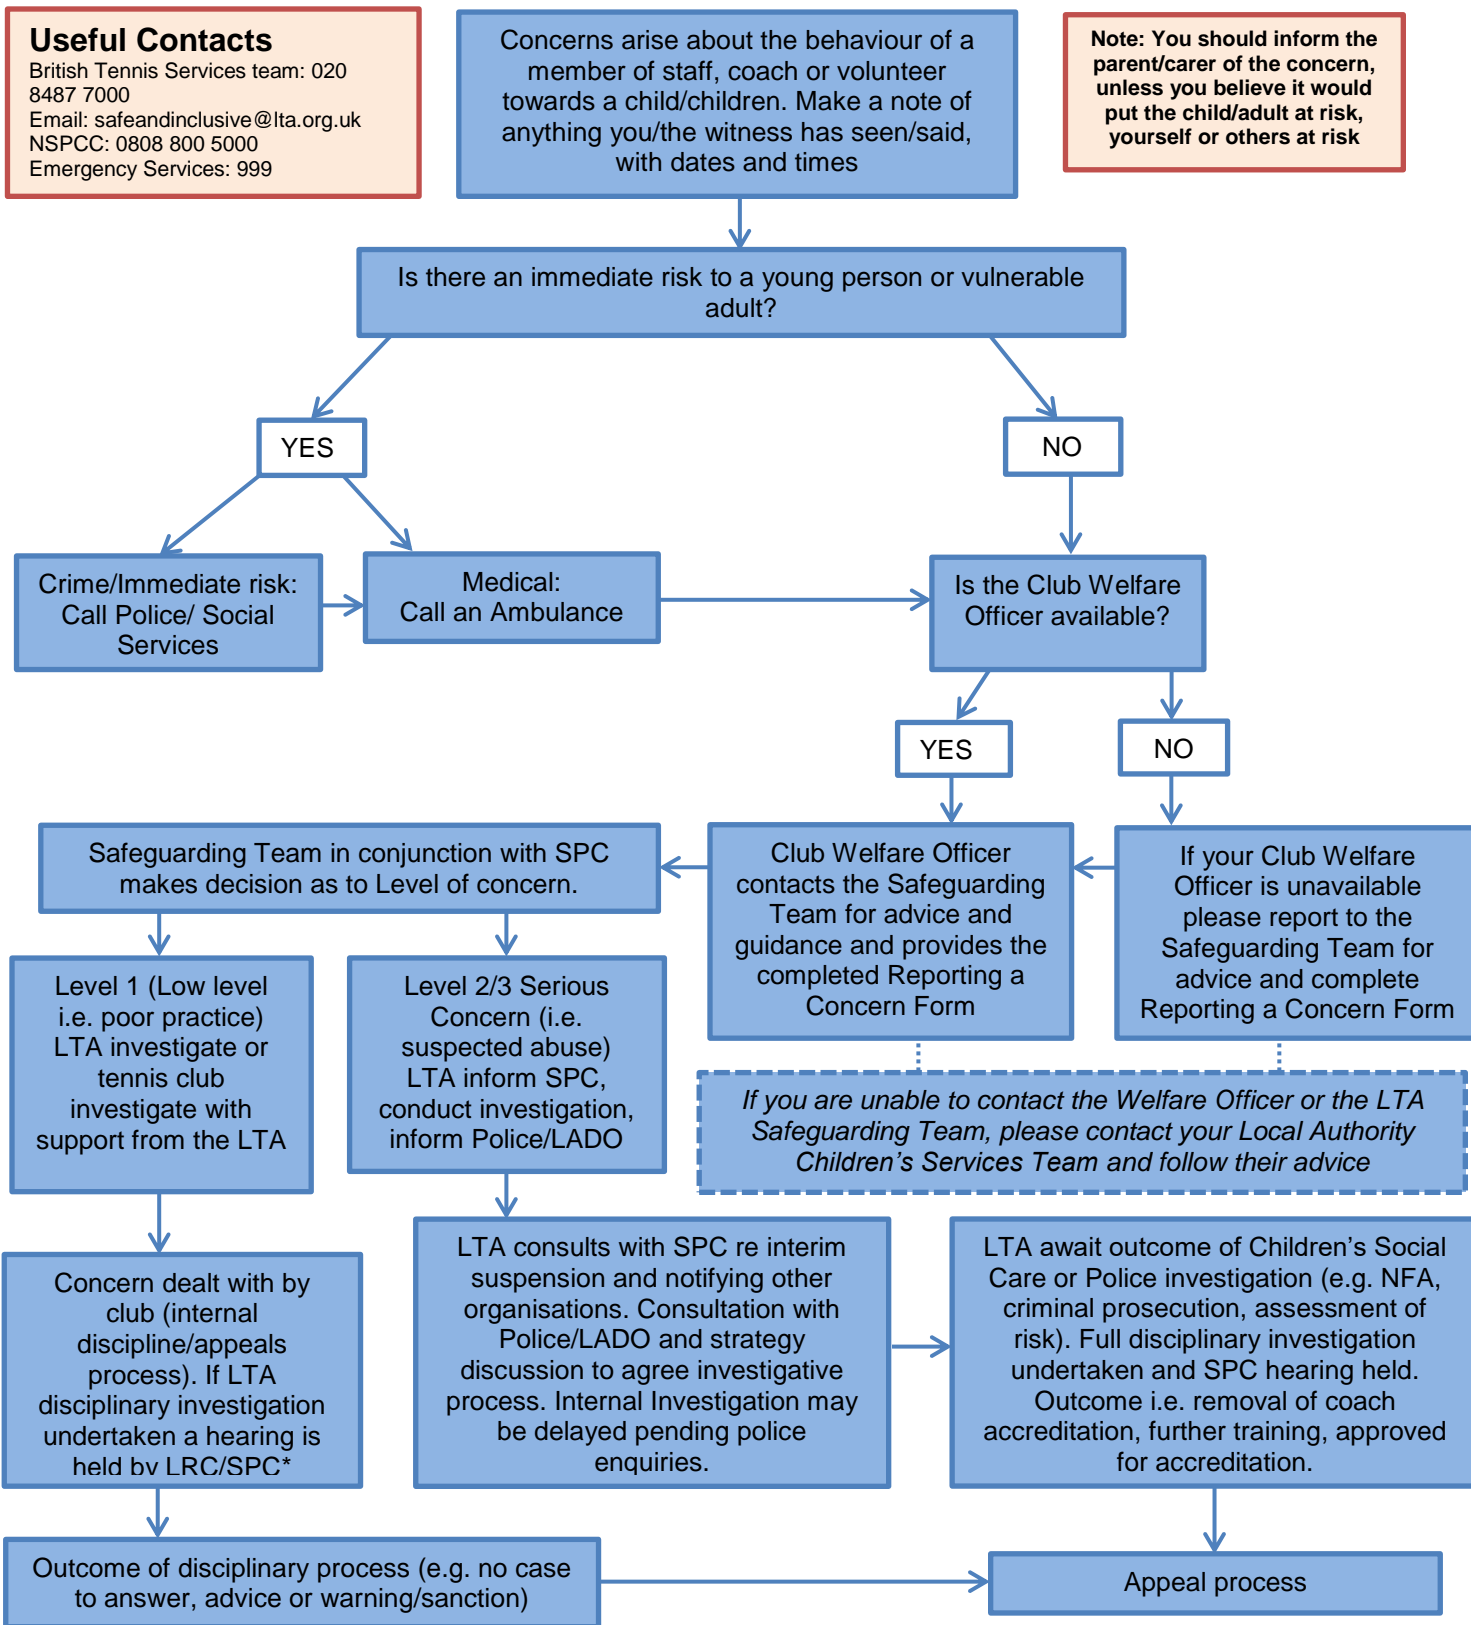 Useful Contacts
British Tennis Services team: 020
8487 7000
Email: safeandinclusive@lta.org.uk
NSPCC: 0808 800 5000
Emergency Services: 999
Concerns arise about the behaviour of a
member of staff, coach or volunteer
towards a child/children. Make a note of
anything you/the witness has seen/said,
with dates and times
Note: You should inform the
parent/carer of the concern,
unless you believe it would
put the child/adult at risk,
yourself or others at risk
Is there an immediate risk to a young person or vulnerable
adult?
YES
NO
Crime/Immediate risk:
Call Police/ Social
Services
Medical:
Call an Ambulance
Is the Club Welfare
Officer available?
YES
NO
Safeguarding Team in conjunction with SPC
makes decision as to Level of concern.
Club Welfare Officer
contacts the Safeguarding
Team for advice and
guidance and provides the
completed Reporting a
Concern Form
If your Club Welfare
Officer is unavailable
please report to the
Safeguarding Team for
advice and complete
Reporting a Concern Form
Level 1 (Low level
i.e. poor practice)
LTA investigate or
tennis club
investigate with
support from the LTA
Level 2/3 Serious
Concern (i.e.
suspected abuse)
LTA inform SPC,
conduct investigation,
inform Police/LADO
If you are unable to contact the Welfare Officer or the LTA
Safeguarding Team, please contact your Local Authority
Children's Services Team and follow their advice
Concern dealt with by
club (internal
discipline/appeals
process). If LTA
disciplinary investigation
undertaken a hearing is
held by LRC/SPC*
LTA consults with SPC re interim
suspension and notifying other
organisations. Consultation with
Police/LADO and strategy
discussion to agree investigative
process. Internal Investigation may
be delayed pending police
enquiries.
LTA await outcome of Children's Social
Care or Police investigation (e.g. NFA,
criminal prosecution, assessment of
risk). Full disciplinary investigation
undertaken and SPC hearing held.
Outcome i.e. removal of coach
accreditation, further training, approved
for accreditation.
Outcome of disciplinary process (e.g. no case
to answer, advice or warning/sanction)
Appeal process